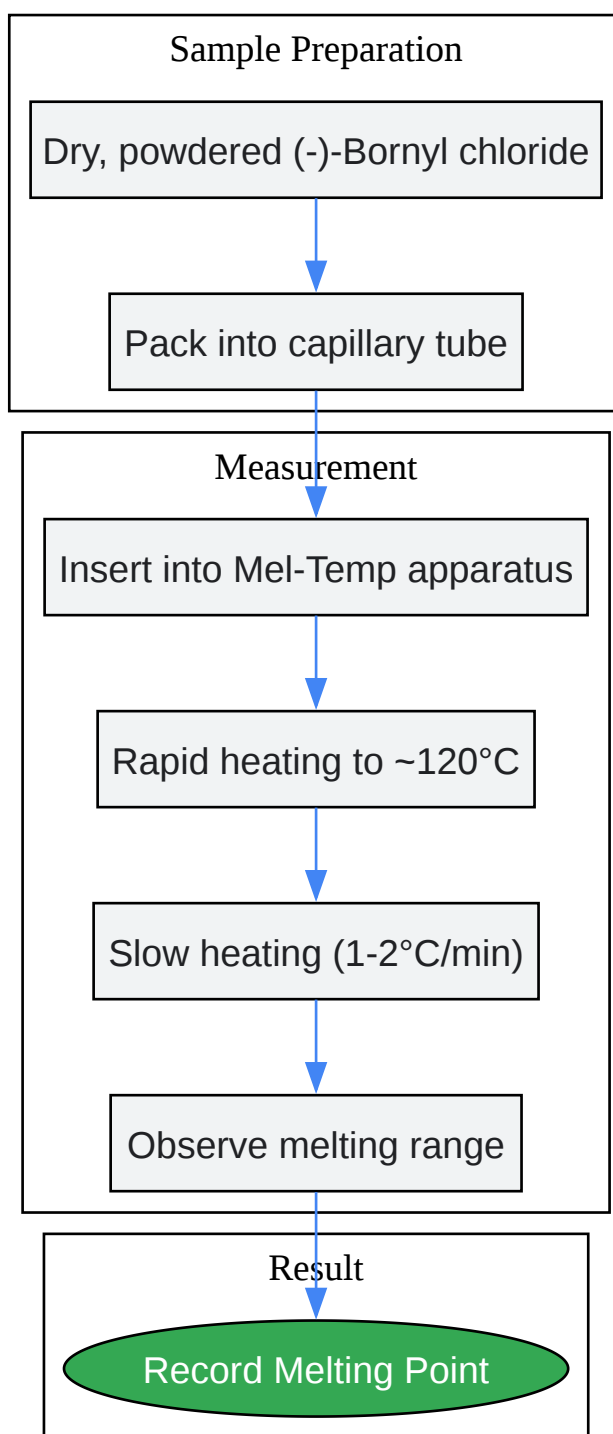 Sample Preparation
Dry, powdered (-)-Bornyl chloride
Pack into capillary tube
Measurement
Insert into Mel-Temp apparatus
Rapid heating to ~120°C
Slow heating (1-2°C/min)
Observe melting range
Result
Record Melting Point